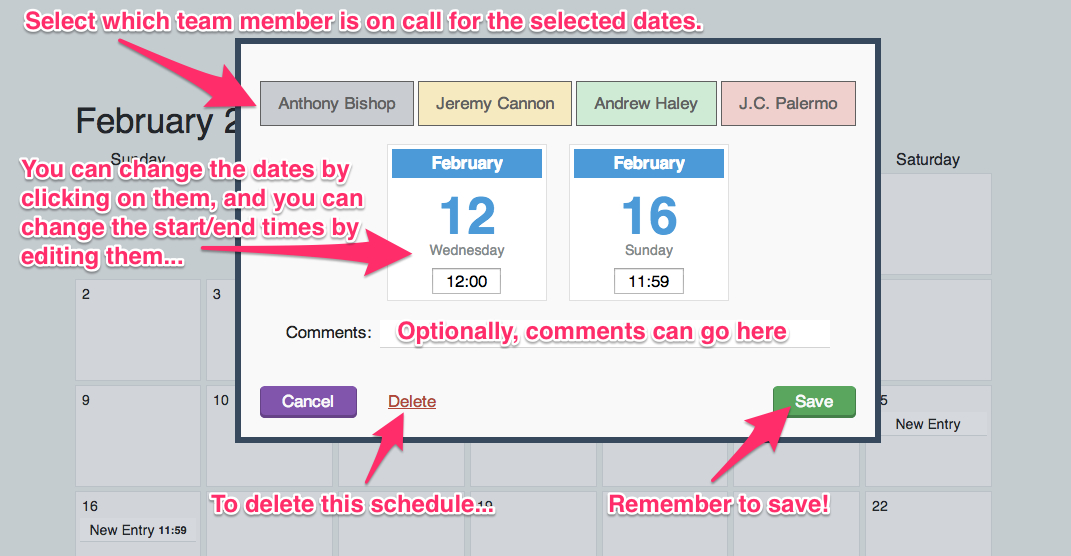 Select which team member is on call for the selected dates.
Anthony Bishop
Jeremy Cannon
Andrew Haley
J.C. Palermo
February 2
Sunday
Saturday
You can change the dates by
clicking on them, and you can
change the start/end times by
editing them...
February
12
Wednesday
12:00
February
16
Sunday
11:59
2
3
Comments:
Optionally, comments can go here
Cancel
Delete
Save
9
10
5
New Entry
To delete this schedule...
Remember to save!
16
19
22
New Entry 11:59